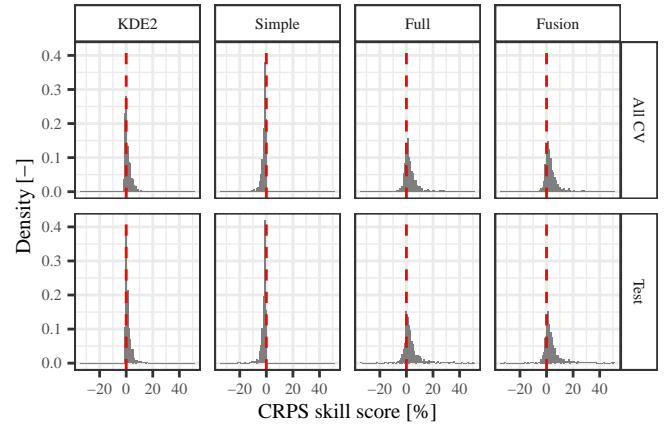 KDE2 Simple Full Fusion
0.4
0.3
0.2
0.1
0.0
All CV
0.4
0.3
0.2
0.1
0.0
Test
Density [−]
−20 0 20 40 −20 0 20 40 −20 0 20 40 −20 0 20 40
CRPS skill score [%]